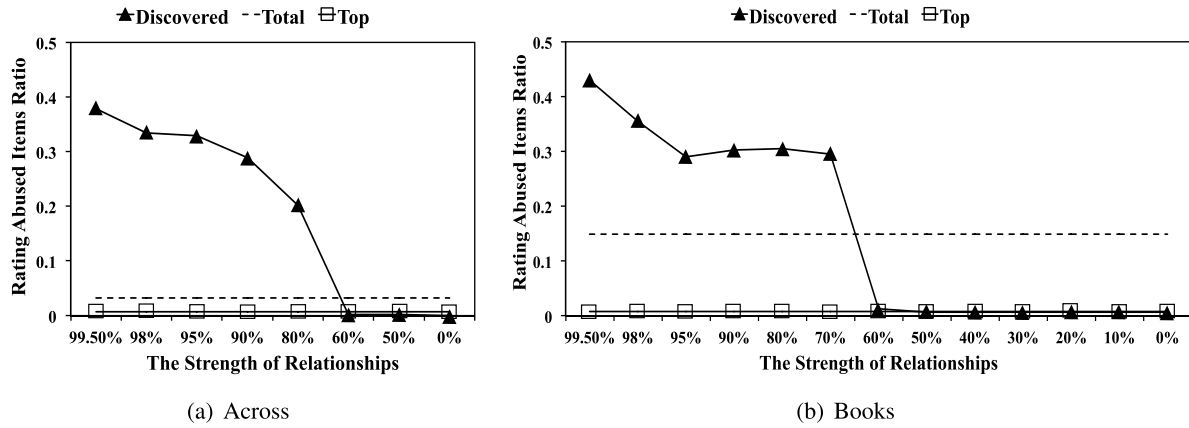 Discovered Total Top
0.5
0.4
0.3
0.2
0.1
0
Rating Abused Items Ratio
99.50% 98% 95% 90% 80% 60% 50% 0%
The Strength of Relationships
(a) Across
Discovered Total Top
0.5
0.4
0.3
0.2
0.1
0
Rating Abused Items Ratio
99.50% 98% 95% 90% 80% 70% 60% 50% 40% 30% 20% 10% 0%
The Strength of Relationships
(b) Books